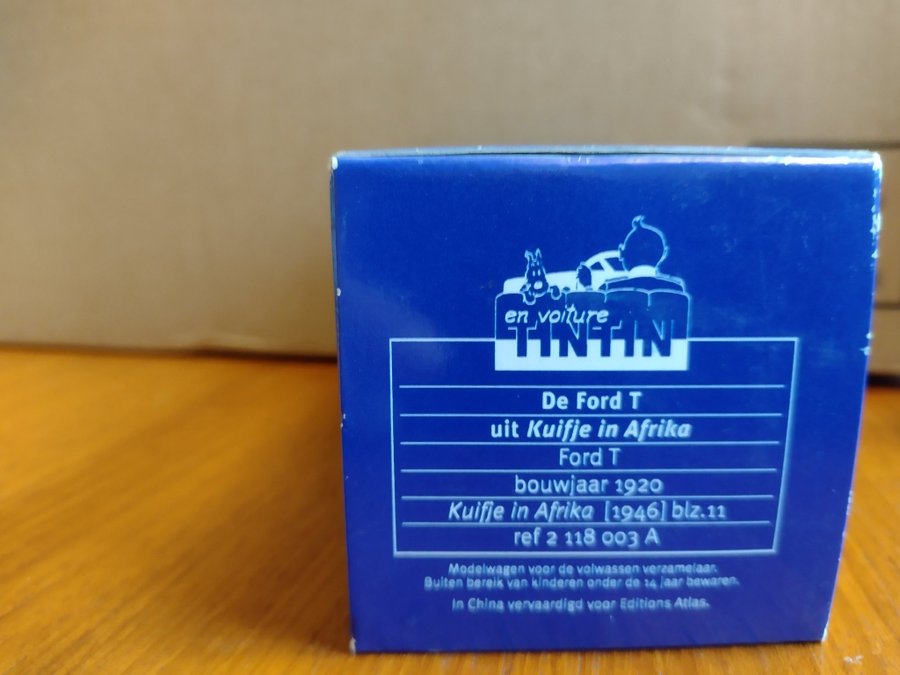 en voiture
TINTIN
De Ford T
uit Kuifje in Afrika
Ford T
bouwjaar 1920
Kuifje in Afrika [1946] blz.11
ref 2 118 003 A
Modelwagen voor de volwassen verzamelaar.
Buiten bereik van kinderen onder de 14 jaar bewaren.
In China vervaardigd voor Editions Atlas.